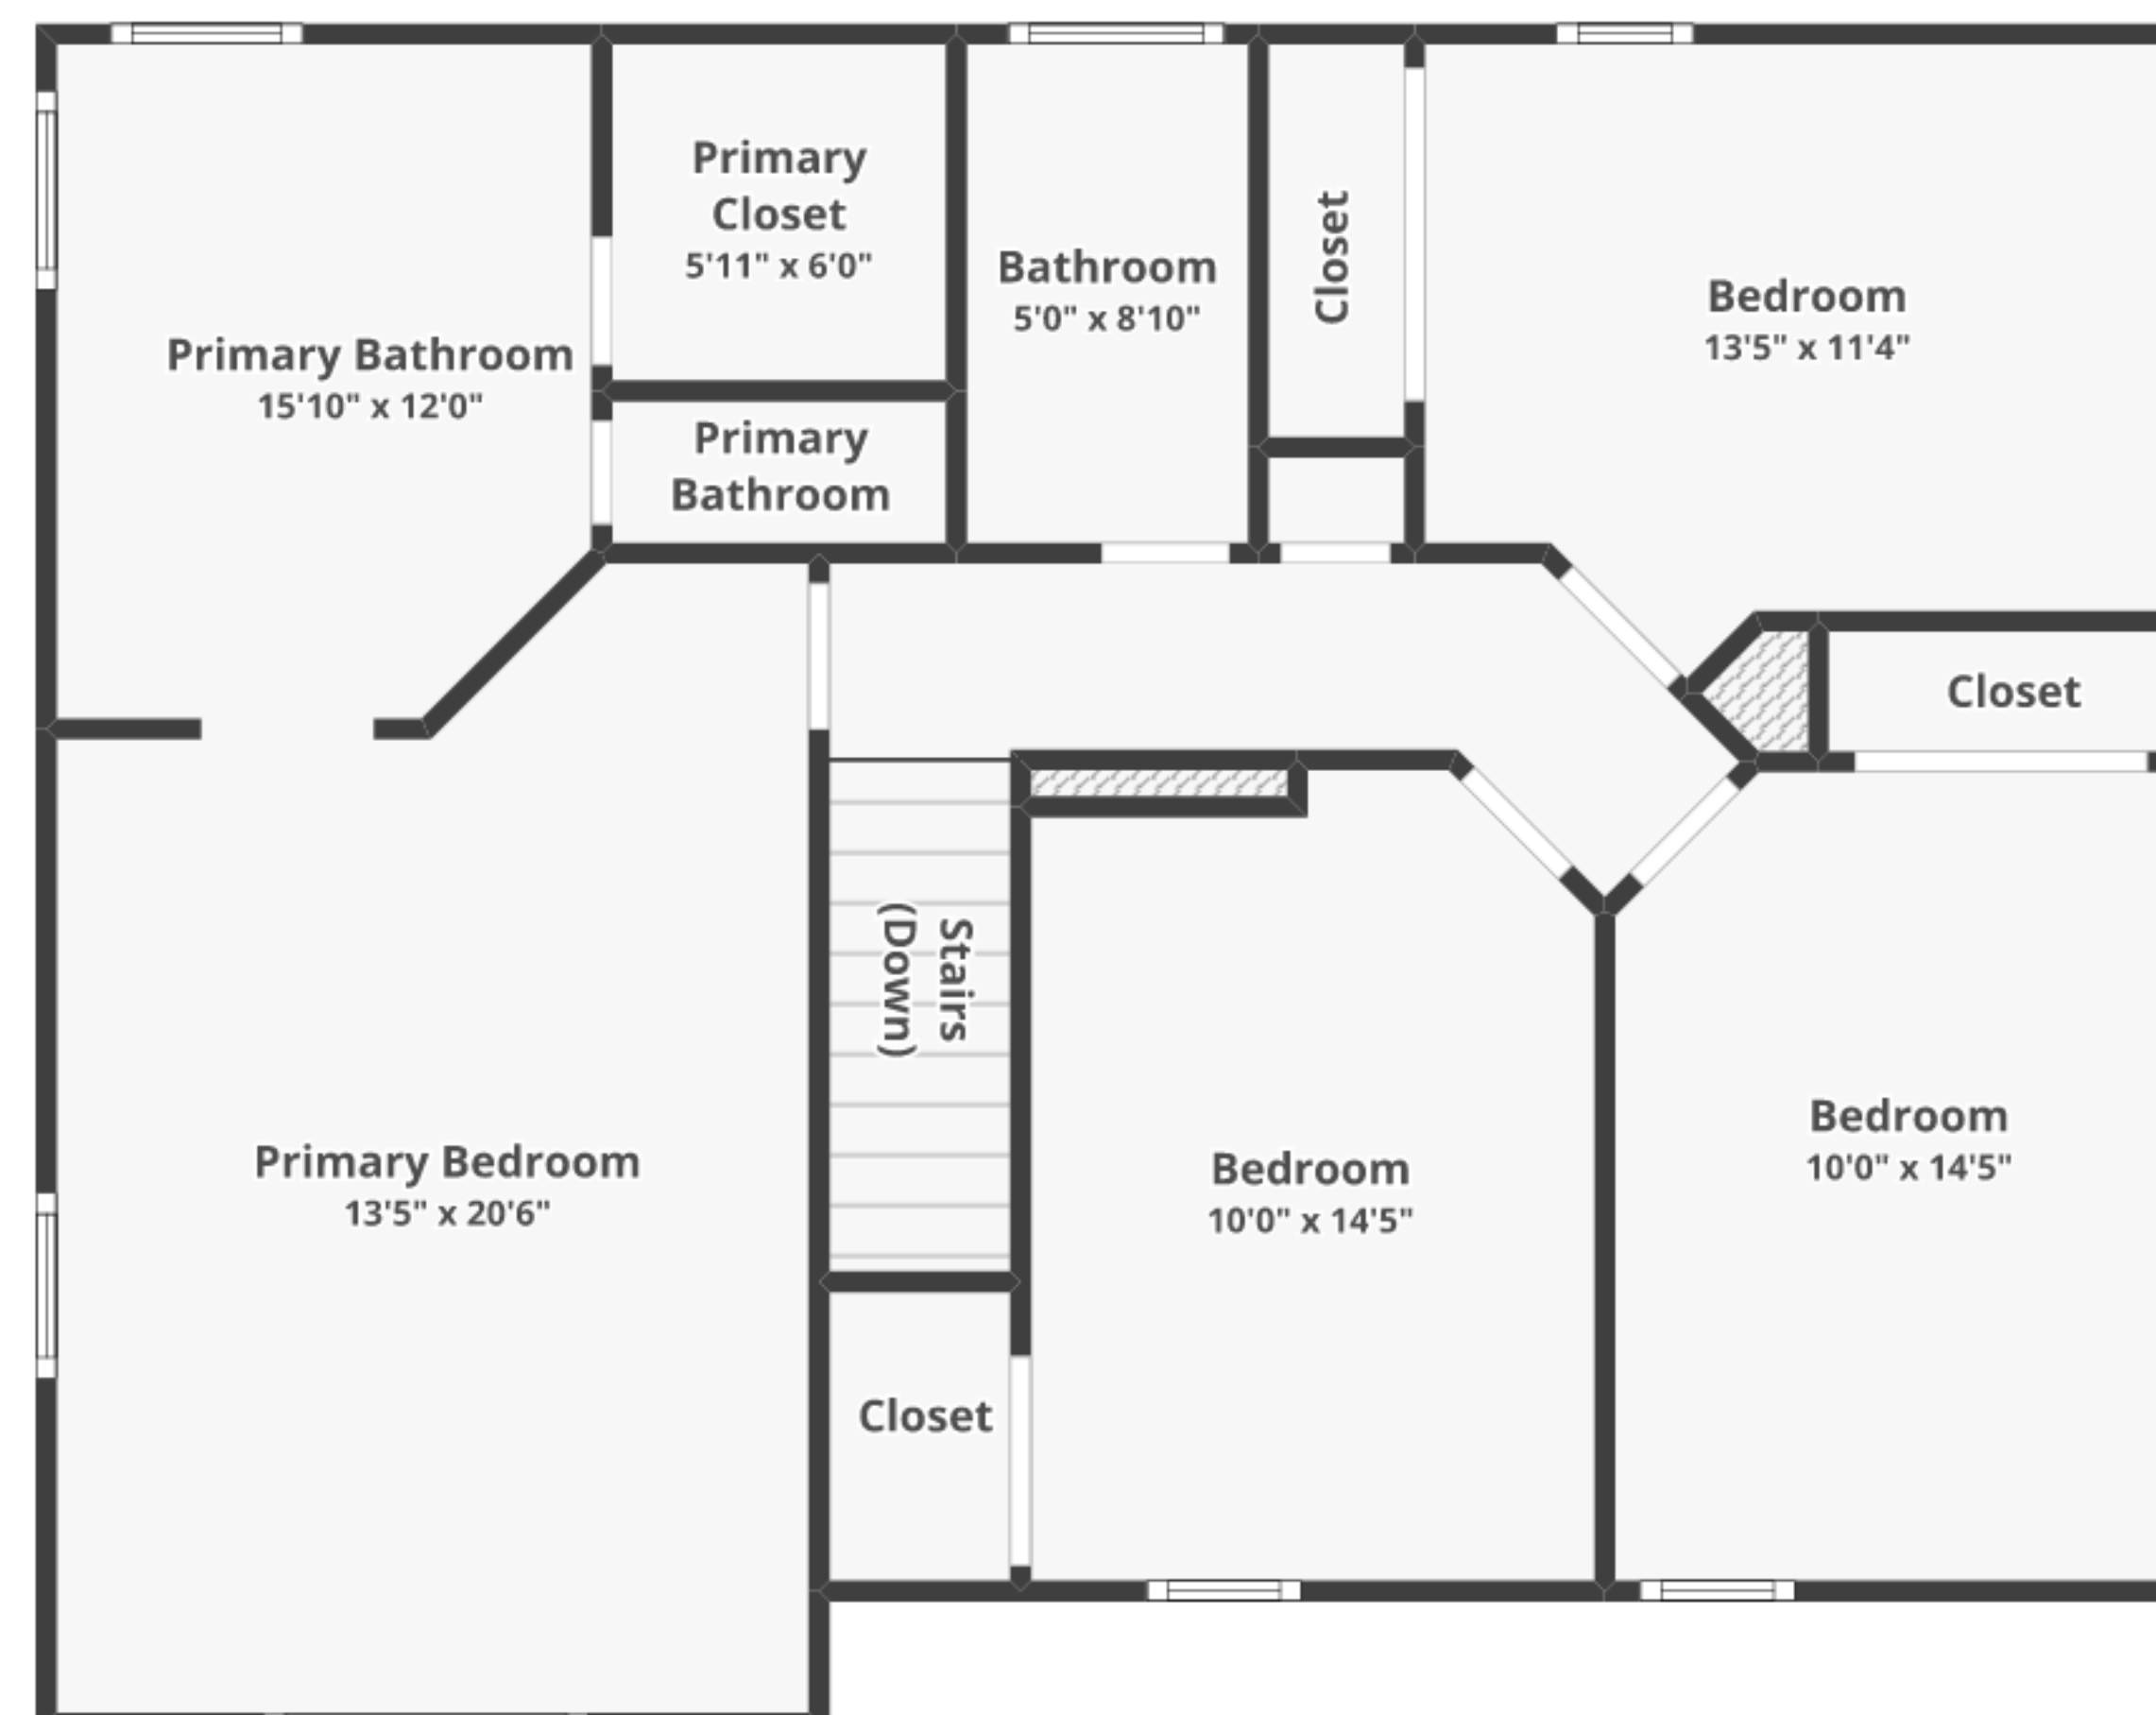 Primary
Closet
5'11" x 6'0"
Bathroom
5'0" x 8'10"
Closet
Bedroom
13'5" x 11'4"
Primary Bathroom
15'10" x 12'0"
Primary
Bathroom
Closet
Stairs
(Down)
Primary Bedroom
13'5" x 20'6"
Bedroom
10'0" x 14'5"
Bedroom
10'0" x 14'5"
Closet